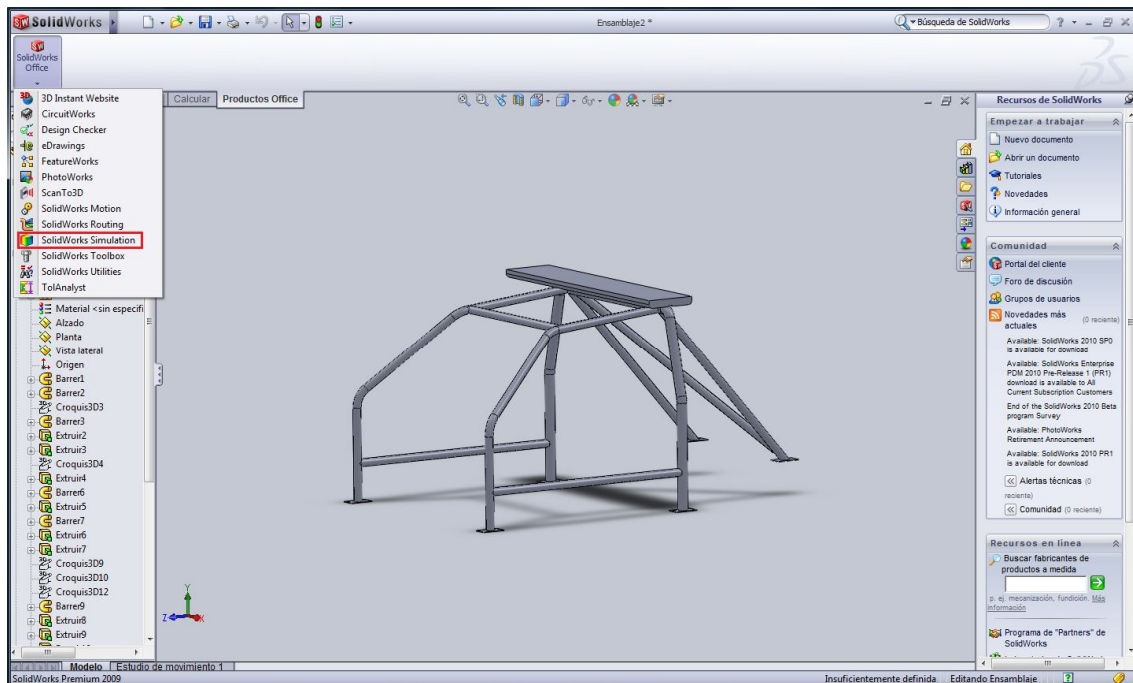 SolidWorks
Ensamblaje2 *
Búsqueda de SolidWorks
SolidWorks
Office
Calcular
Productos Office
3D Instant Website
CircuitWorks
Design Checker
eDrawings
FeatureWorks
PhotoWorks
ScanTo3D
SolidWorks Motion
SolidWorks Routing
SolidWorks Simulation
SolidWorks Toolbox
SolidWorks Utilities
TolAnalyst
Material <sin especifi
Alzado
Planta
Vista lateral
Origen
Barrer1
Barrer2
Croquis3D3
Barrer3
Extruir2
Extruir3
Croquis3D4
Extruir4
Barrer6
Extruir5
Barrer7
Extruir6
Extruir7
Croquis3D9
Croquis3D10
Croquis3D12
Barrer9
Extruir8
Extruir9
Y
Z
X
Recursos de SolidWorks
Empezar a trabajar
Nuevo documento
Abrir un documento
Tutoriales
Novedades
Información general
Comunidad
Portal del cliente
Foro de discusión
Grupos de usuarios
Novedades más
actuales
(0 reciente)
Available: SolidWorks 2010 SP0
is available for download
Available: SolidWorks Enterprise
PDM 2010 Pre-Release 1 (PR1)
download is available to All
Current Subscription Customers
End of the SolidWorks 2010 Beta
program Survey
Available: PhotoWorks
Retirement Announcement
Available: SolidWorks 2010 PR1
is available for download
Alertas técnicas (0
reciente)
Comunidad (0 reciente)
Recursos en línea
Buscar fabricantes de
productos a medida
p. ej. mecanización, fundición. Más
información
Programa de "Partners" de
SolidWorks
Modelo
Estudio de movimiento 1
SolidWorks Premium 2009
Insuficientemente definida
Editando Ensamblaje